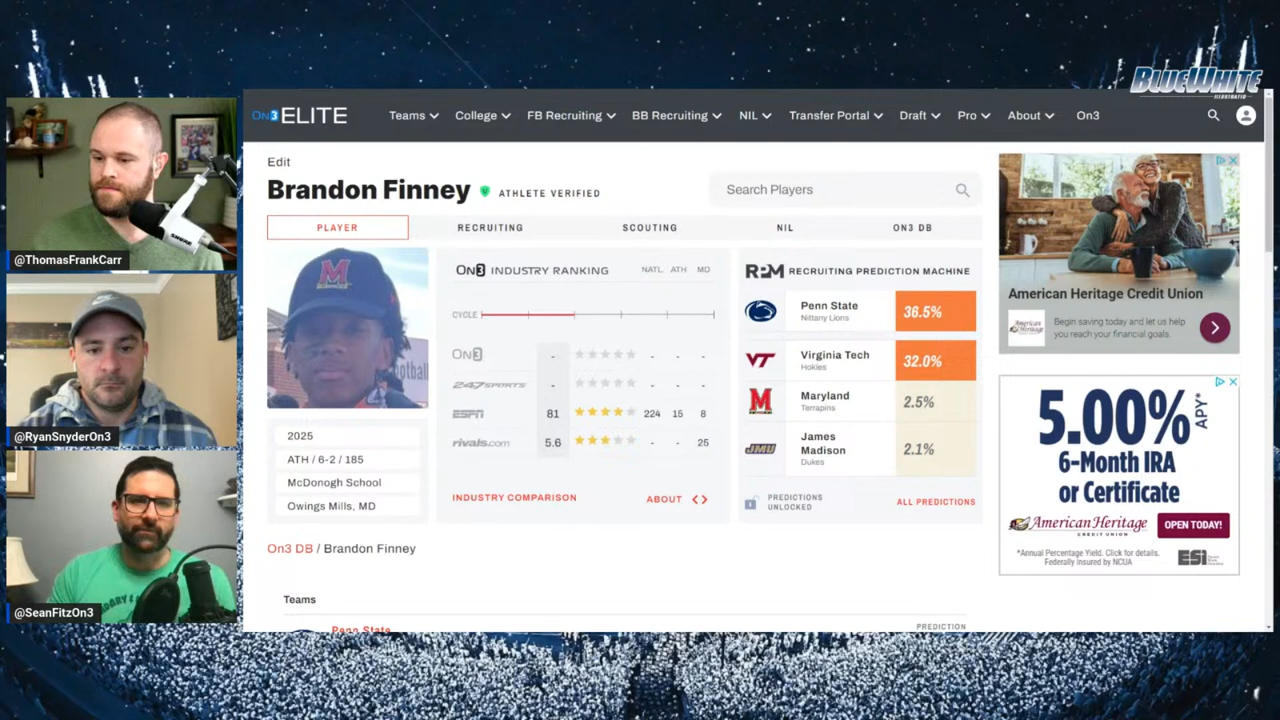 BLUEWHITE
ILLUSTRATED
On3 ELITE
Teams
College
FB Recruiting
BB Recruiting
NIL
Transfer Portal
Draft
Pro
About
On3
Edit
Brandon Finney
ATHLETE VERIFIED
Search Players
PLAYER
RECRUITING
SCOUTING
NIL
ON3 DB
On3 INDUSTRY RANKING NATL ATH MD
CYCLE
On3 - - - -
247SPORTS - - - -
ESPN 81 224 15 8
rivals.com 5.6 - - 25
INDUSTRY COMPARISON
ABOUT
2025
ATH / 6-2 / 185
McDonogh School
Owings Mills, MD
RPM RECRUITING PREDICTION MACHINE
Penn State
Nittany Lions
36.5%
Virginia Tech
Hokies
32.0%
Maryland
Terrapins
2.5%
James
Madison
Dukes
2.1%
PREDICTIONS
UNLOCKED
ALL PREDICTIONS
On3 DB / Brandon Finney
Teams
Penn State
PREDICTION
American Heritage Credit Union
Begin saving today and let us help
you reach your financial goals.
5.00% APY*
6-Month IRA
or Certificate
American Heritage
CREDIT UNION
OPEN TODAY!
*Annual Percentage Yield. Click for details.
Federally Insured by NCUA
ESI
@ThomasFrankCarr
SHURE
@RyanSnyderOn3
@SeanFitzOn3